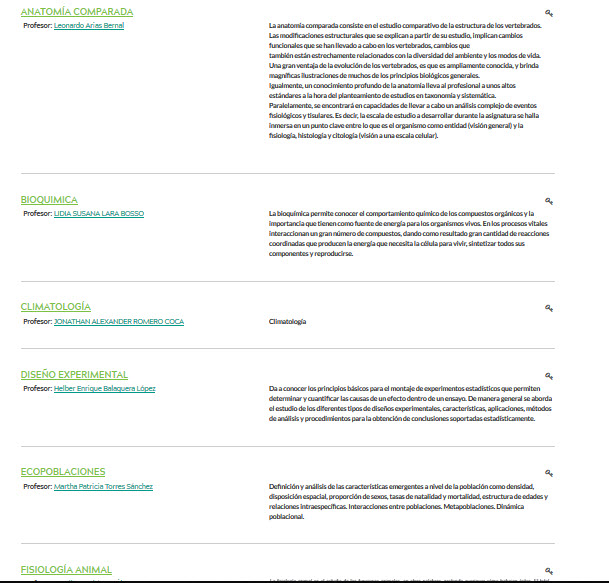 ANATOMÍA COMPARADA
Profesor: Leonardo Arias Bernal
La anatomía comparada consiste en el estudio comparativo de la estructura de los vertebrados.
Las modificaciones estructurales que se explican a partir de su estudio, implican cambios
funcionales que se han llevado a cabo en los vertebrados, cambios que
también están estrechamente relacionados con la diversidad del ambiente y los modos de vida.
Una gran ventaja de la evolución de los vertebrados, es que es ampliamente conocida, y brinda
magníficas ilustraciones de muchos de los principios biológicos generales.
Igualmente, un conocimiento profundo de la anatomía lleva al profesional a unos altos
estándares a la hora del planteamiento de estudios en taxonomía y sistemática.
Paralelamente, se encontrará en capacidades de llevar a cabo un análisis complejo de eventos
fisiológicos y tisulares. Es decir, la escala de estudio a desarrollar durante la asignatura se halla
inmersa en un punto clave entre lo que es el organismo como entidad (visión general) y la
fisiología, histología y citología (visión a una escala celular).
BIOQUIMICA
Profesor: LIDIA SUSANA LARA BOSSO
La bioquímica permite conocer el comportamiento químico de los compuestos orgánicos y la
importancia que tienen como fuente de energía para los organismos vivos. En los procesos vitales
interaccionan un gran número de compuestos, dando como resultado gran cantidad de reacciones
coordinadas que producen la energía que necesita la célula para vivir, sintetizar todos sus
componentes y reproducirse.
CLIMATOLOGÍA
Profesor: JONATHAN ALEXANDER ROMERO COCA
Climatología
DISEÑO EXPERIMENTAL
Profesor: Helber Enrique Balaguera López
Da a conocer los principios básicos para el montaje de experimentos estadísticos que permiten
determinar y cuantificar las causas de un efecto dentro de un ensayo. De manera general se aborda
el estudio de los diferentes tipos de diseños experimentales, características, aplicaciones, métodos
de análisis y procedimientos para la obtención de conclusiones soportadas estadísticamente.
ECOPOBLACIONES
Profesor: Martha Patricia Torres Sánchez
Definición y análisis de las características emergentes a nivel de la población como densidad,
disposición espacial, proporción de sexos, tasas de natalidad y mortalidad, estructura de edades y
relaciones intraespecíficas. Interacciones entre poblaciones. Metapoblaciones. Dinámica
poblacional.
FISIOLOGÍA ANIMAL